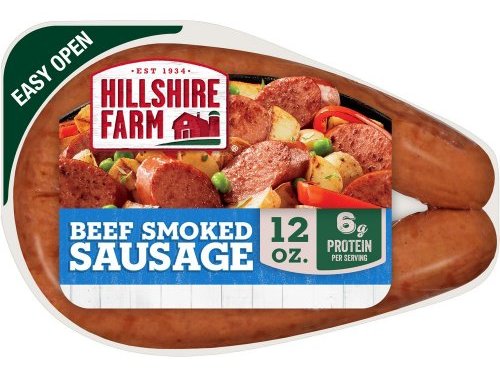 EASY OPEN
EST 1934
HILLSHIRE
FARM
BEEF SMOKED
SAUSAGE
12
OZ.
6g
PROTEIN
PER SERVING